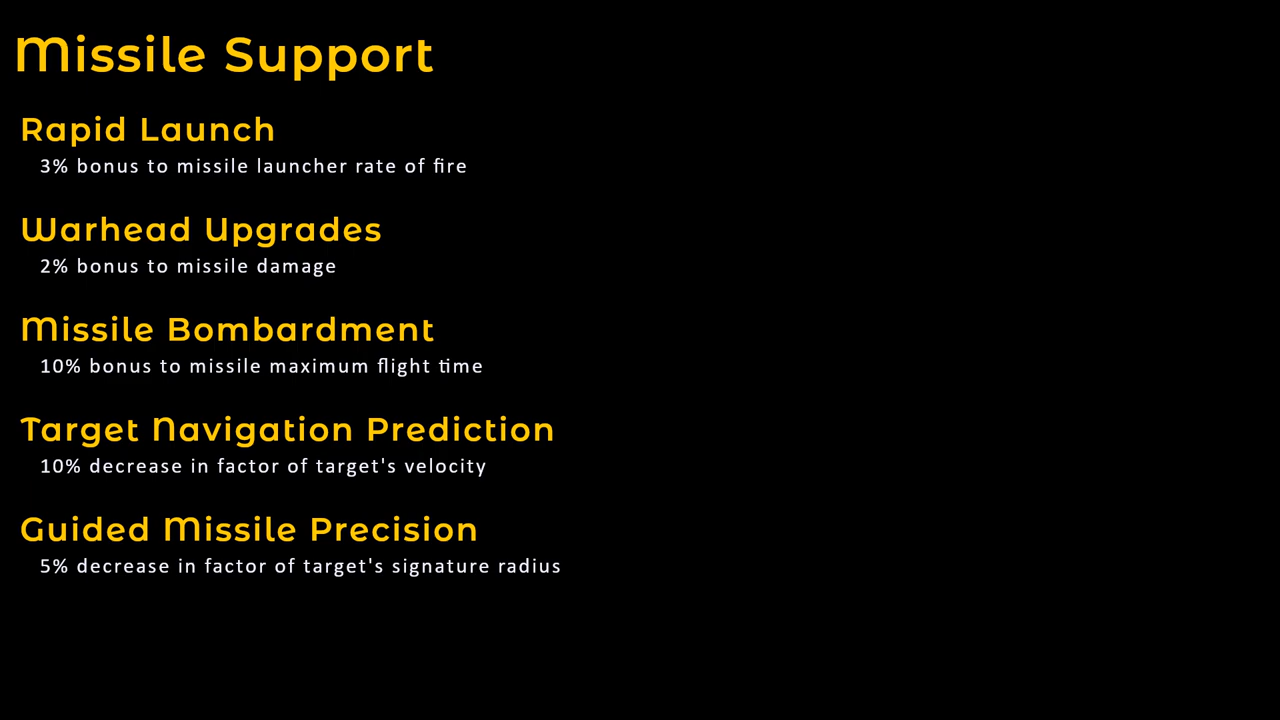 Missile Support
Rapid Launch
3% bonus to missile launcher rate of fire
Warhead Upgrades
2% bonus to missile damage
Missile Bombardment
10% bonus to missile maximum flight time
Target Navigation Prediction
10% decrease in factor of target's velocity
Guided Missile Precision
5% decrease in factor of target's signature radius